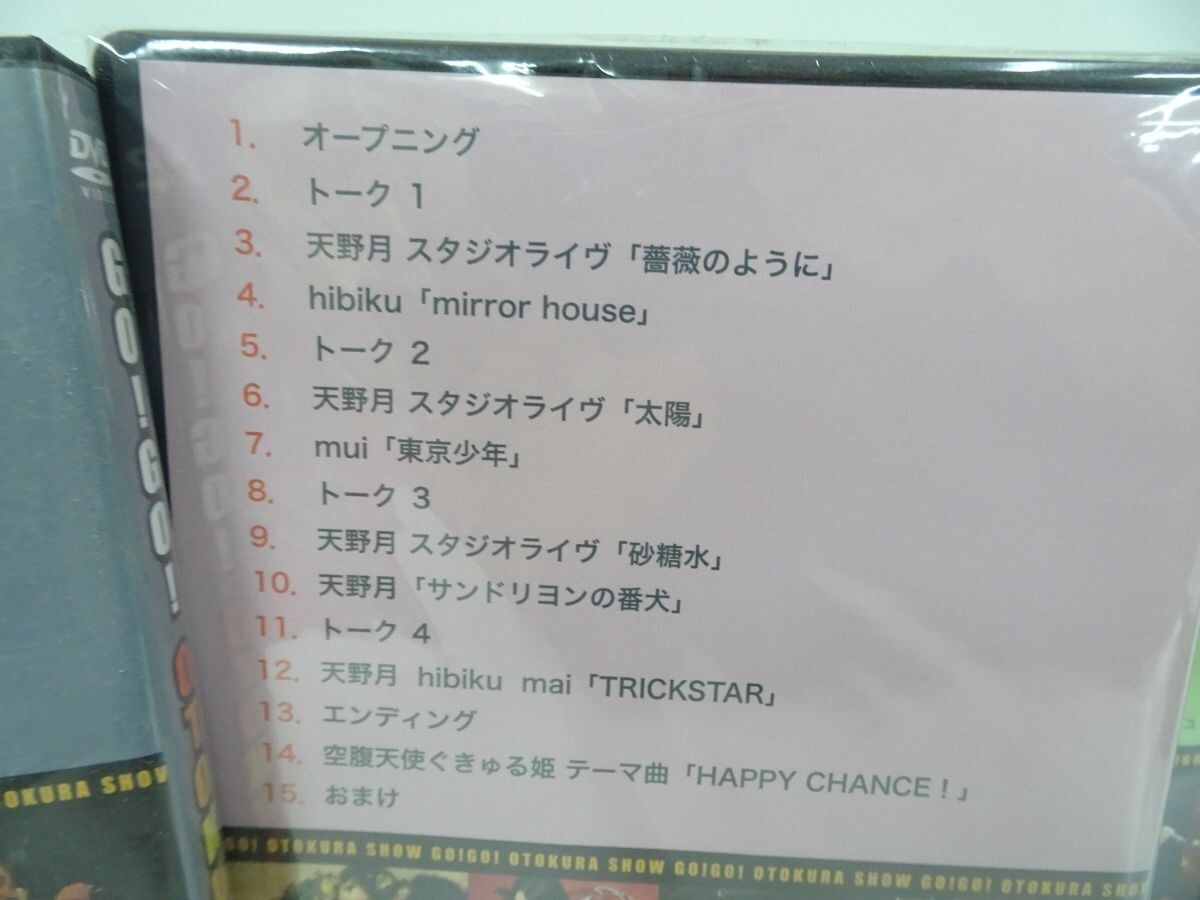 DVD
VIDEO
GO!GO!
OTOKURA SHOW
1. オープニング
2. トーク 1
3. 天野月 スタジオライヴ「薔薇のように」
4. hibiku「mirror house」
5. トーク 2
6. 天野月 スタジオライヴ「太陽」
7. mui「東京少年」
8. トーク 3
9. 天野月 スタジオライヴ「砂糖水」
10. 天野月「サンドリヨンの番犬」
11. トーク 4
12. 天野月 hibiku mai「TRICKSTAR」
13. エンディング
14. 空腹天使ぐきゅる姫 テーマ曲「HAPPY CHANCE！」
15. おまけ
GO! OTOKURA SHOW GO!GO! OTOKURA SHOW GO!GO! OTOKURA SHOW GO!GO! OTOKURA SHOW